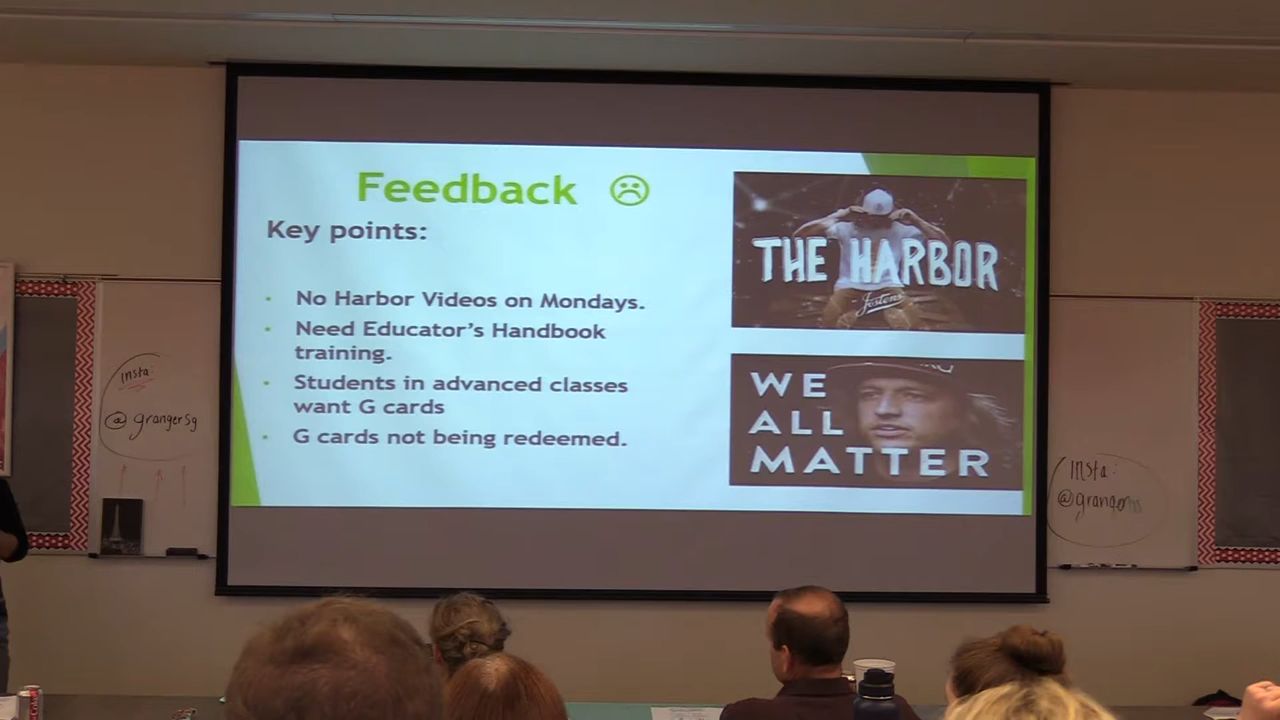 Feedback ☹
Key points:
No Harbor Videos on Mondays.
Need Educator's Handbook
training.
Students in advanced classes
want G cards
G cards not being redeemed.
THE HARBOR
Jostens
WE
ALL
MATTER
Insta:
@grangersg
Insta: